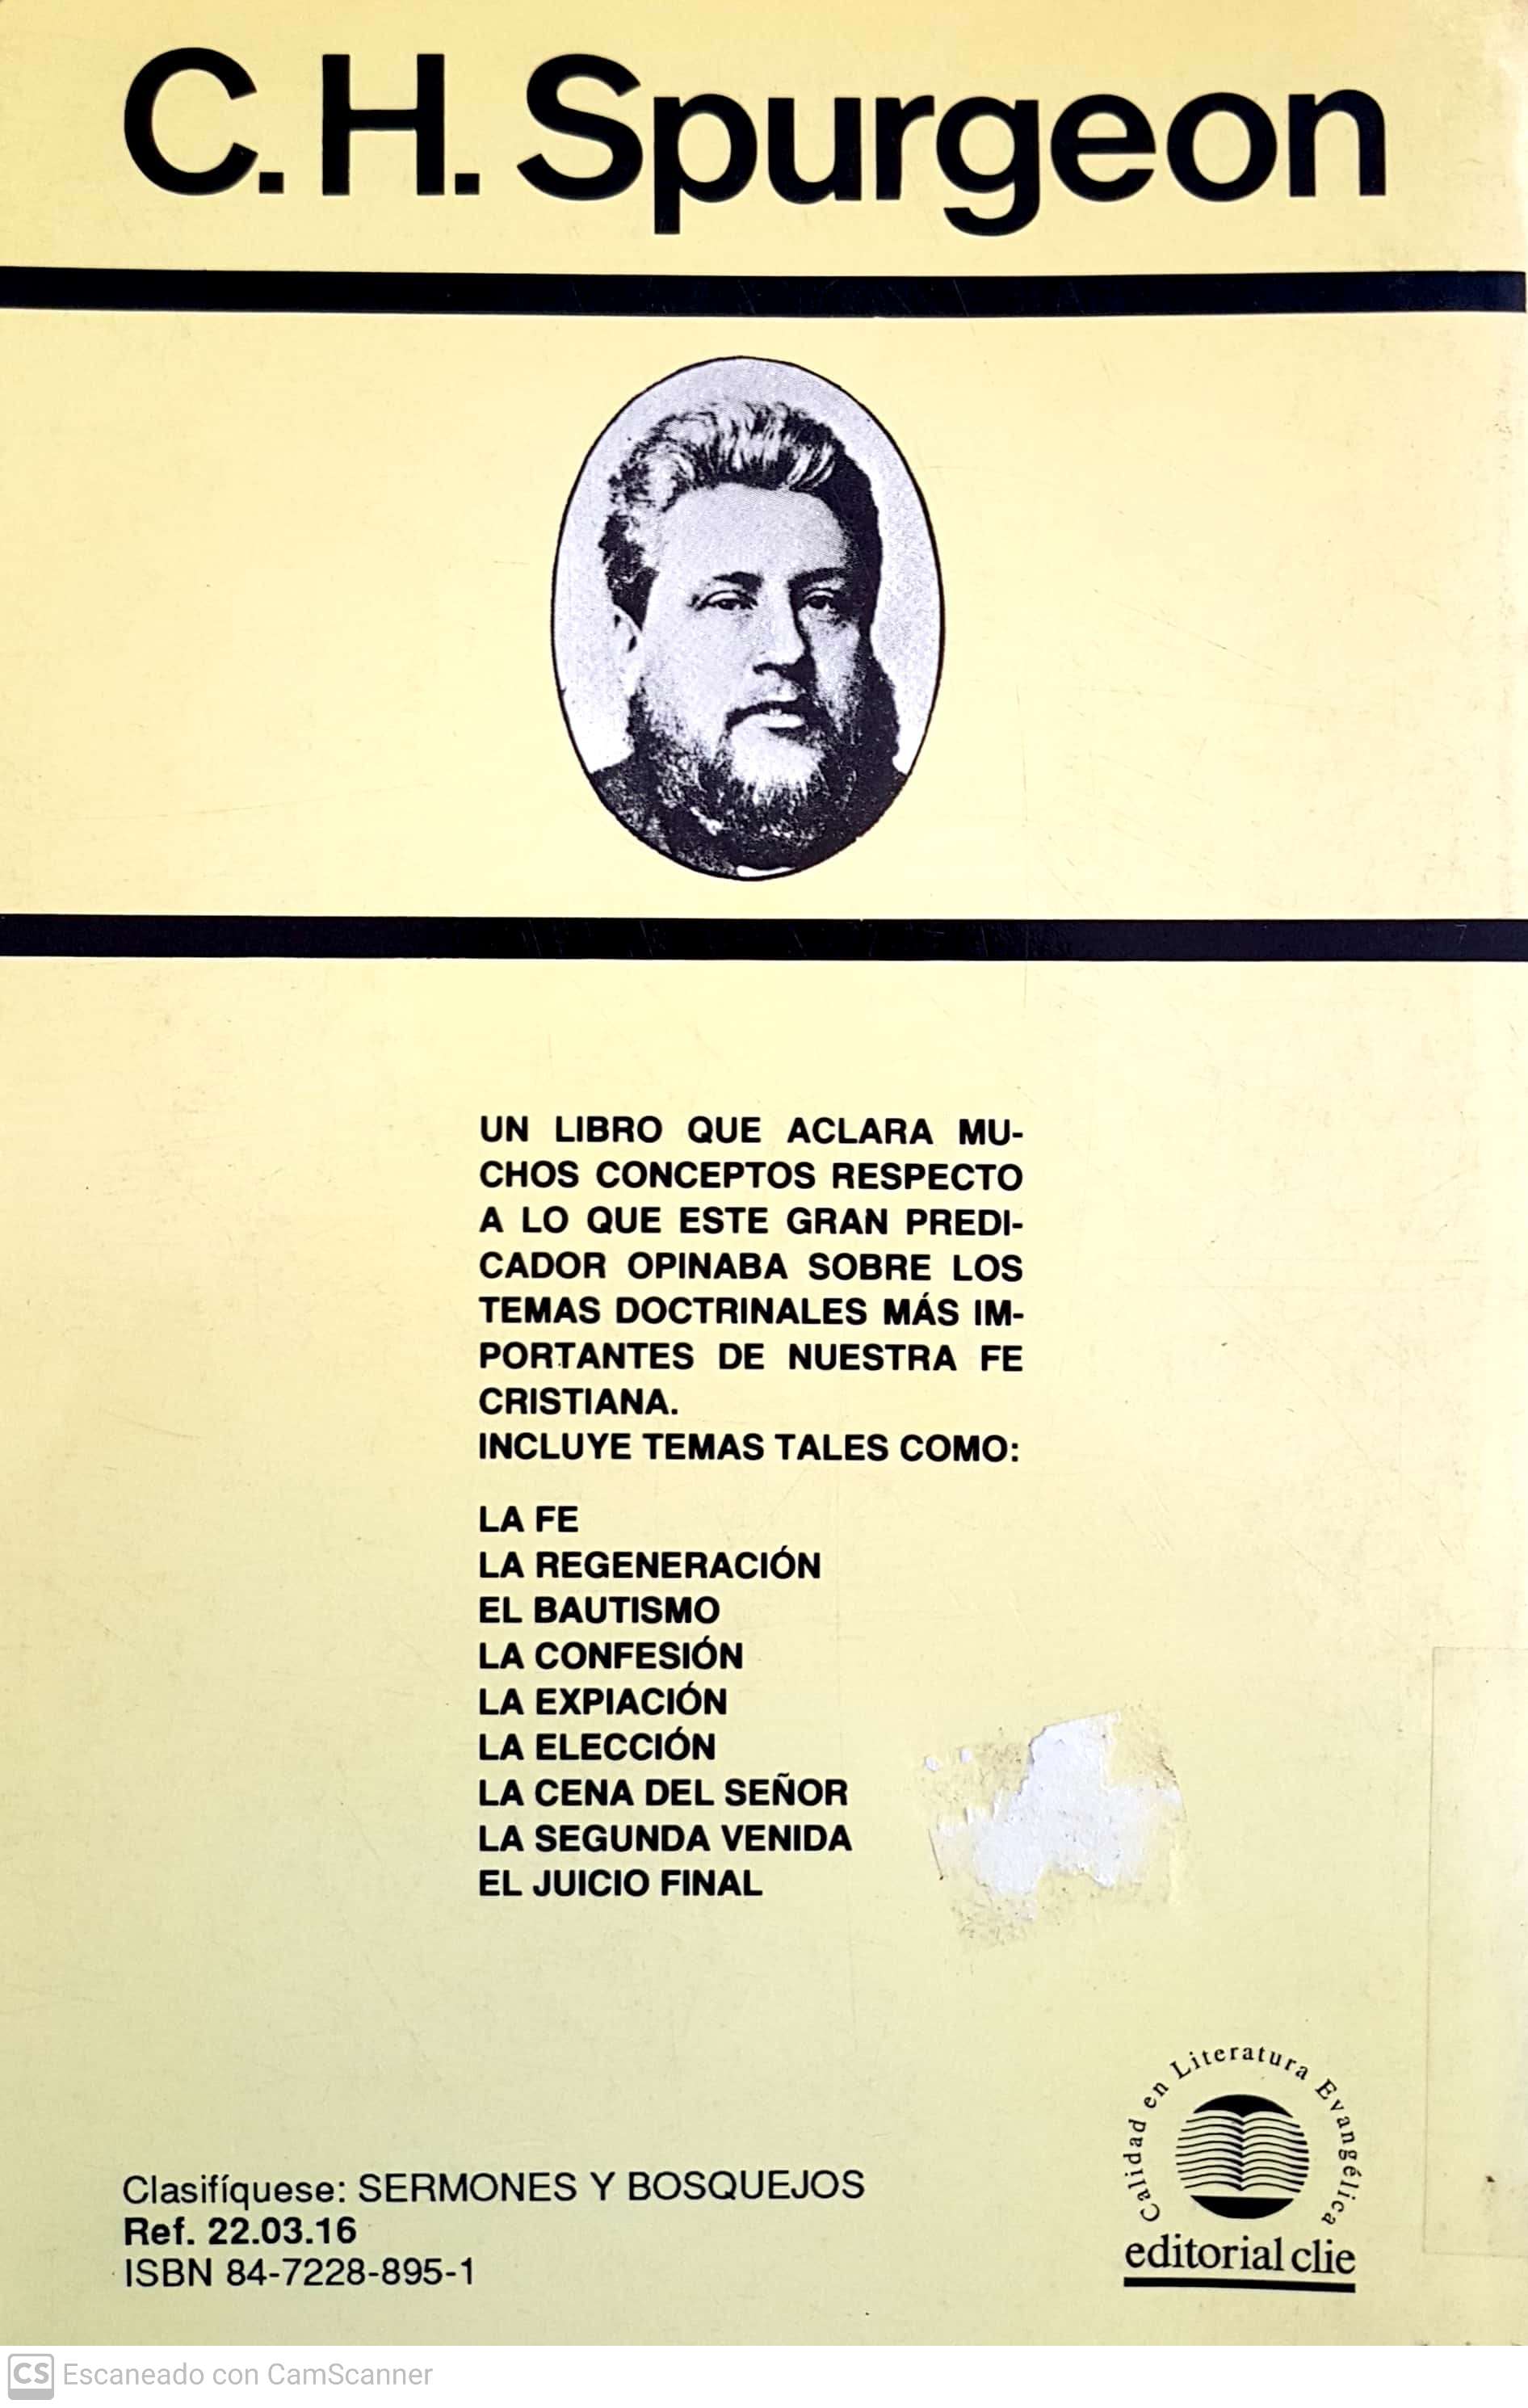 C. H. Spurgeon
UN LIBRO QUE ACLARA MU-
CHOS CONCEPTOS RESPECTO
A LO QUE ESTE GRAN PREDI-
CADOR OPINABA SOBRE LOS
TEMAS DOCTRINALES MÁS IM-
PORTANTES DE NUESTRA FE
CRISTIANA.
INCLUYE TEMAS TALES COMO:
LA FE
LA REGENERACIÓN
EL BAUTISMO
LA CONFESIÓN
LA EXPIACIÓN
LA ELECCIÓN
LA CENA DEL SEÑOR
LA SEGUNDA VENIDA
EL JUICIO FINAL
Clasifíquese: SERMONES Y BOSQUEJOS
Ref. 22.03.16
ISBN 84-7228-895-1
Calidad en Literatura Evangélica
editorial clie
CS Escaneado con CamScanner